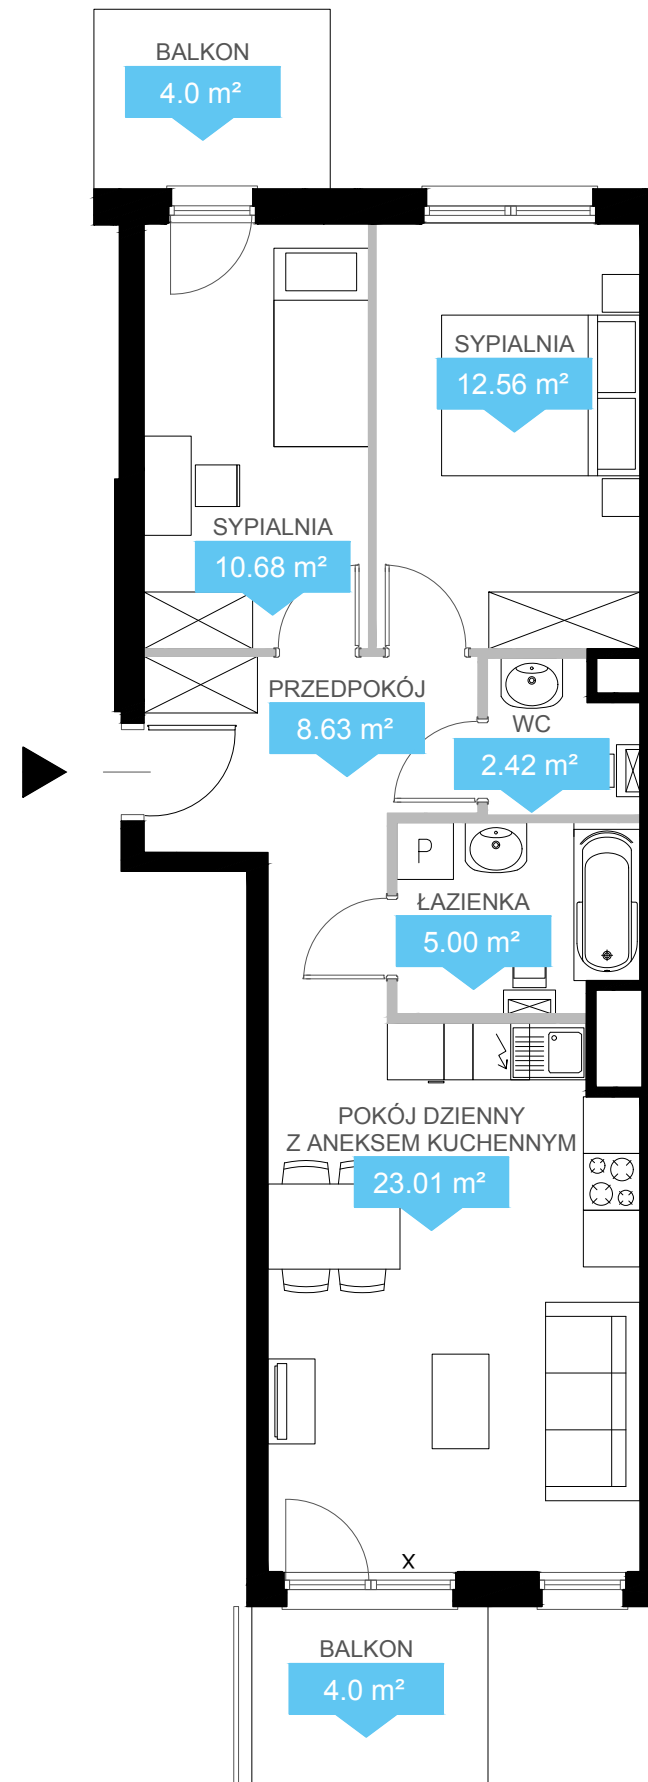 BALKON
4.0 m²
SYPIALNIA
12.56 m²
SYPIALNIA
10.68 m²
PRZEDPOKÓJ
8.63 m²
WC
2.42 m²
P
ŁAZIENKA
5.00 m²
POKÓJ DZIENNY
Z ANEKSEM KUCHENNYM
23.01 m²
X
BALKON
4.0 m²